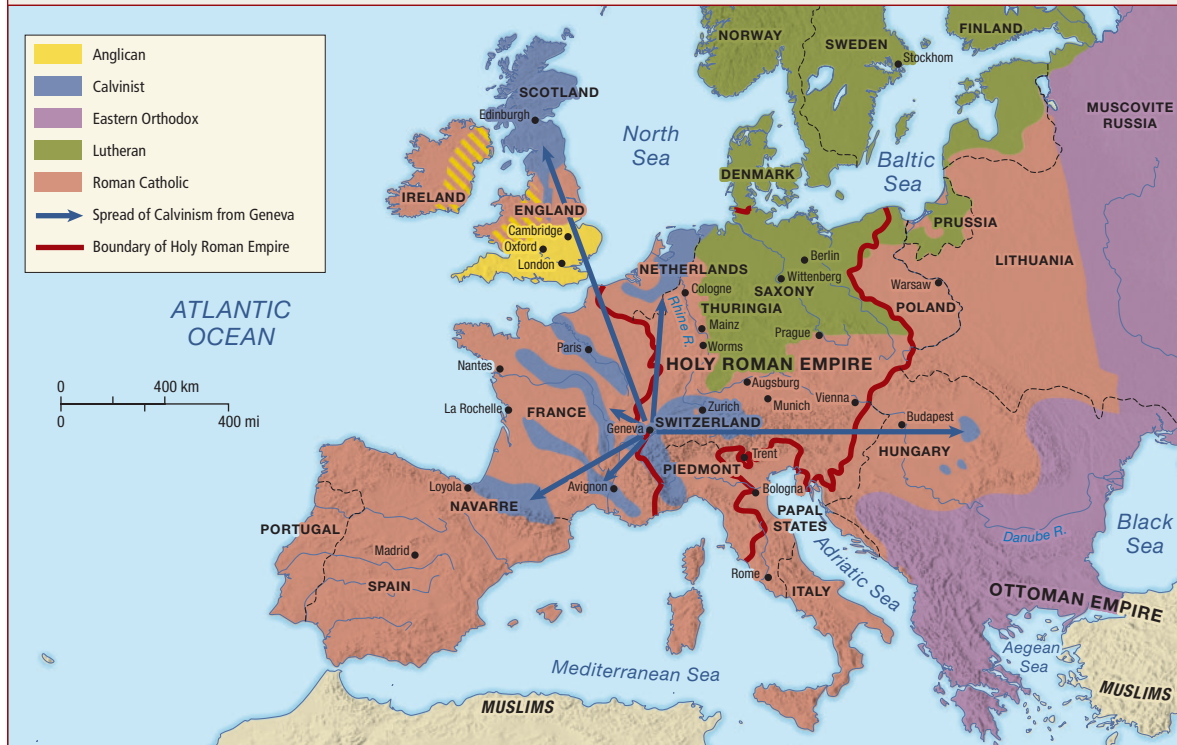 Anglican
Calvinist
Eastern Orthodox
Lutheran
Roman Catholic
Spread of Calvinism from Geneva
Boundary of Holy Roman Empire
NORWAY
SWEDEN
FINLAND
Stockhom
MUSCOVITE
RUSSIA
SCOTLAND
Edinburgh
North
Sea
Baltic
Sea
DENMARK
IRELAND
ENGLAND
Cambridge
Oxford
London
PRUSSIA
LITHUANIA
NETHERLANDS
Berlin
Wittenberg
SAXONY
Cologne
THURINGIA
Rhine R.
Warsaw
POLAND
ATLANTIC
OCEAN
Mainz
Worms
Prague
Paris
HOLY ROMAN EMPIRE
Nantes
Augsburg
Munich
Vienna
0 400 km
0 400 mi
La Rochelle
FRANCE
Zurich
Geneva
SWITZERLAND
Budapest
HUNGARY
Trent
PIEDMONT
Loyola
NAVARRE
Avignon
Bologna
PAPAL
STATES
PORTUGAL
Madrid
SPAIN
Adriatic Sea
Danube R.
Black
Sea
Rome
ITALY
OTTOMAN EMPIRE
Aegean
Sea
Mediterranean Sea
MUSLIMS
MUSLIMS